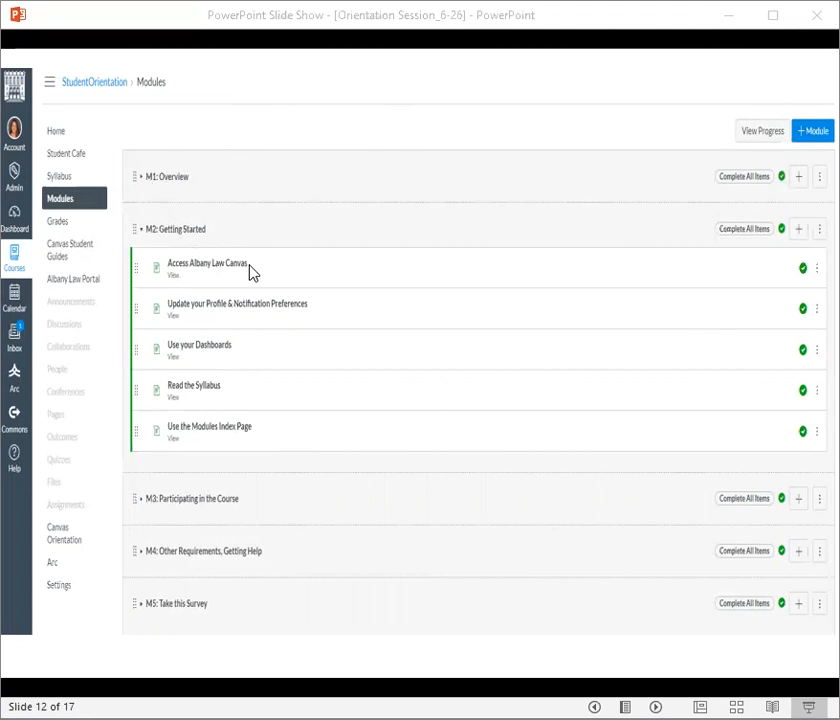 PowerPoint Slide Show - [Orientation Session_6-26] - PowerPoint
StudentOrientation › Modules
Account
Admin
Dashboard
Courses
Calendar
1
Inbox
Arc
Commons
Help
Home
Student Cafe
Syllabus
Modules
Grades
Canvas Student
Guides
Albany Law Portal
Announcements
Discussions
Collaborations
People
Conferences
Pages
Outcomes
Quizzes
Files
Assignments
Canvas
Orientation
Arc
Settings
View Progress
+ Module
M1: Overview
Complete All Items
M2: Getting Started
Complete All Items
Access Albany Law Canvas
View
Update your Profile & Notification Preferences
View
Use your Dashboards
View
Read the Syllabus
View
Use the Modules Index Page
View
M3: Participating in the Course
Complete All Items
M4: Other Requirements, Getting Help
Complete All Items
M5: Take this Survey
Complete All Items
Slide 12 of 17